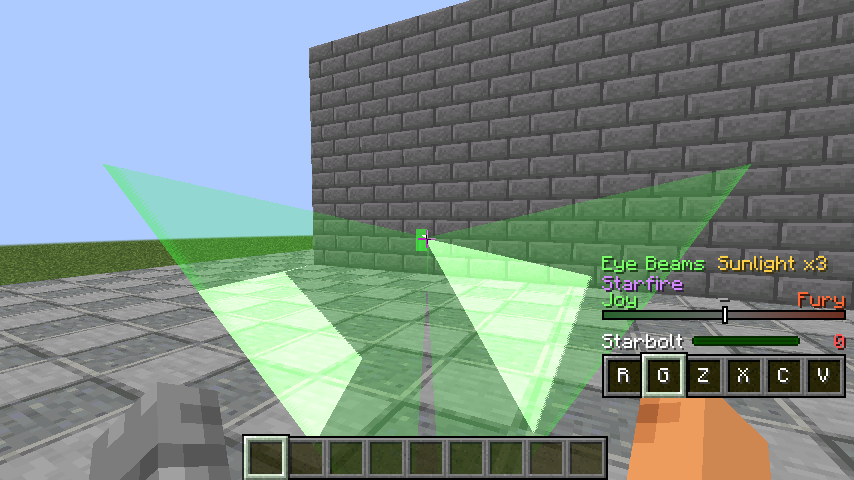 Eye Beams Sunlight x3
Starfire
Joy Fury
Starbolt 0
R G Z X C V